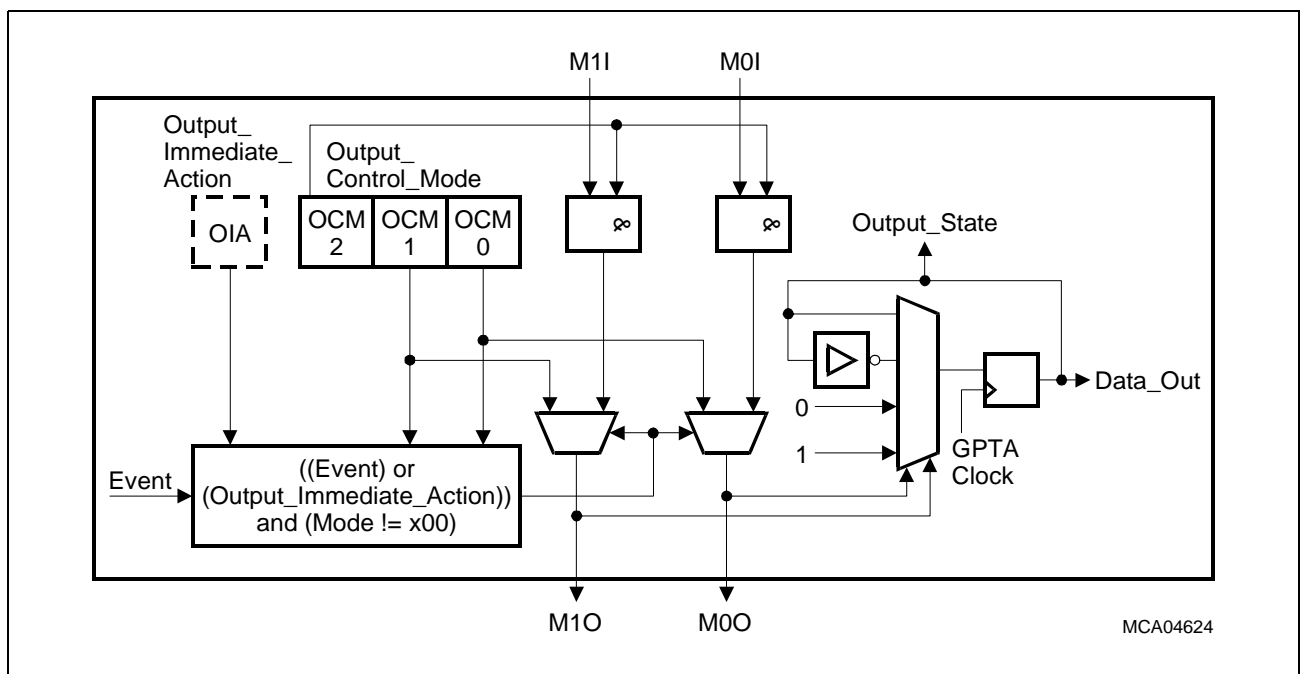 M1I
M0I
Output_
Immediate_
Action
Output_
Control_Mode
OIA
OCM
2
OCM
1
OCM
0
&
&
Output_State
Data_Out
0
1
GPTA
Clock
Event
((Event) or
(Output_Immediate_Action))
and (Mode != x00)
M1O
M0O
MCA04624